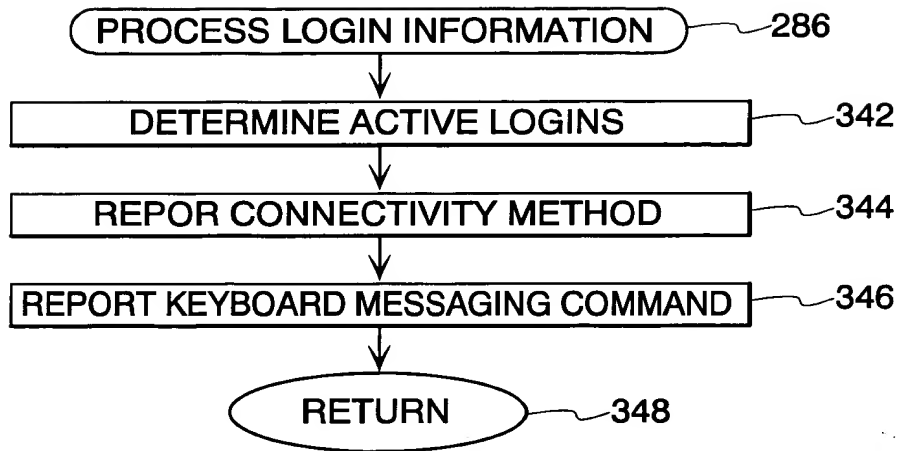 PROCESS LOGIN INFORMATION 286
DETERMINE ACTIVE LOGINS 342
REPOR CONNECTIVITY METHOD 344
REPORT KEYBOARD MESSAGING COMMAND 346
RETURN 348